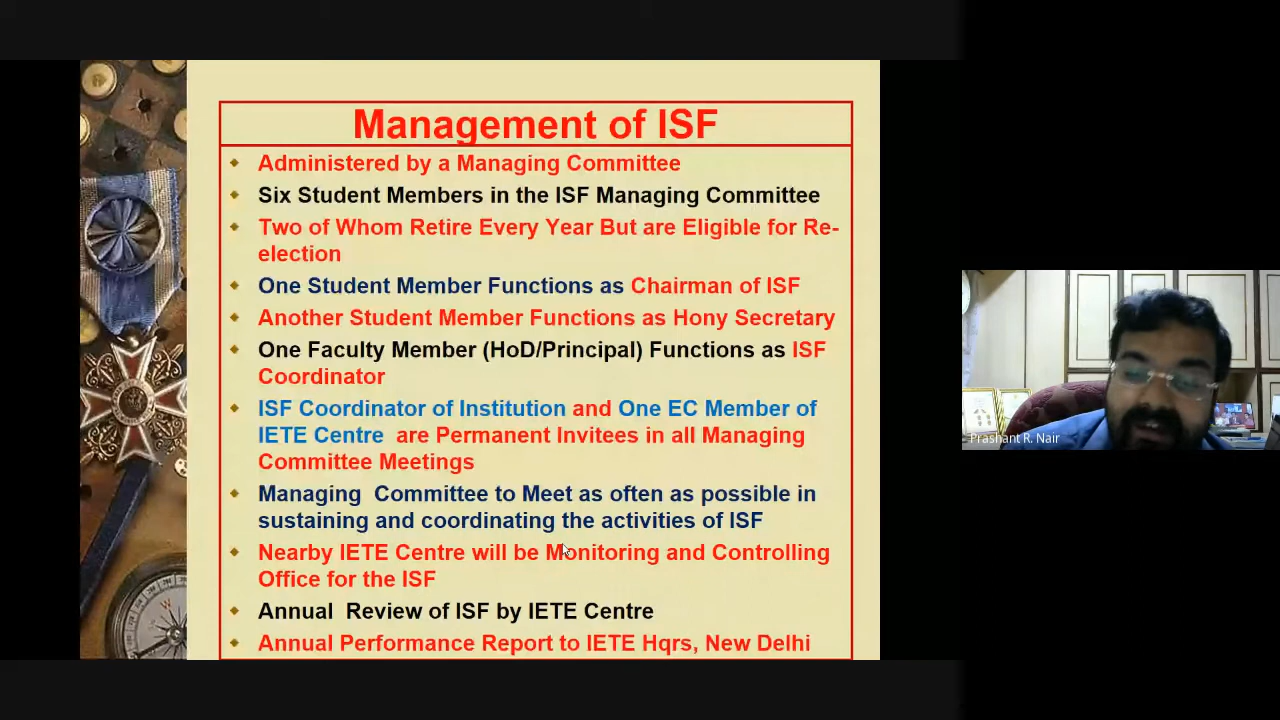 Management of ISF
Administered by a Managing Committee
Six Student Members in the ISF Managing Committee
Two of Whom Retire Every Year But are Eligible for Re-
election
One Student Member Functions as Chairman of ISF
Another Student Member Functions as Hony Secretary
One Faculty Member (HoD/Principal) Functions as ISF
Coordinator
ISF Coordinator of Institution and One EC Member of
IETE Centre are Permanent Invitees in all Managing
Committee Meetings
Managing Committee to Meet as often as possible in
sustaining and coordinating the activities of ISF
Nearby IETE Centre will be Monitoring and Controlling
Office for the ISF
Annual Review of ISF by IETE Centre
Annual Performance Report to IETE Hqrs, New Delhi
Prashant R. Nair